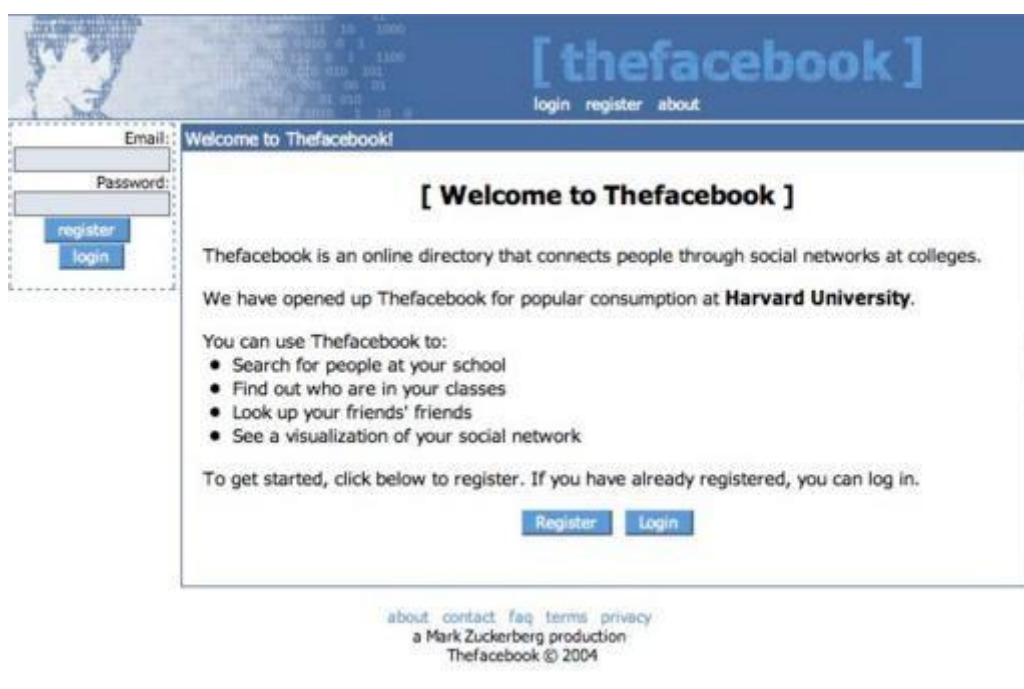 [thefacebook]
login register about
Email:
Password:
register
login
Welcome to Thefacebook!
[ Welcome to Thefacebook ]
Thefacebook is an online directory that connects people through social networks at colleges.
We have opened up Thefacebook for popular consumption at Harvard University.
You can use Thefacebook to:
• Search for people at your school
• Find out who are in your classes
• Look up your friends' friends
• See a visualization of your social network
To get started, click below to register. If you have already registered, you can log in.
Register Login
about contact faq terms privacy
a Mark Zuckerberg production
Thefacebook © 2004